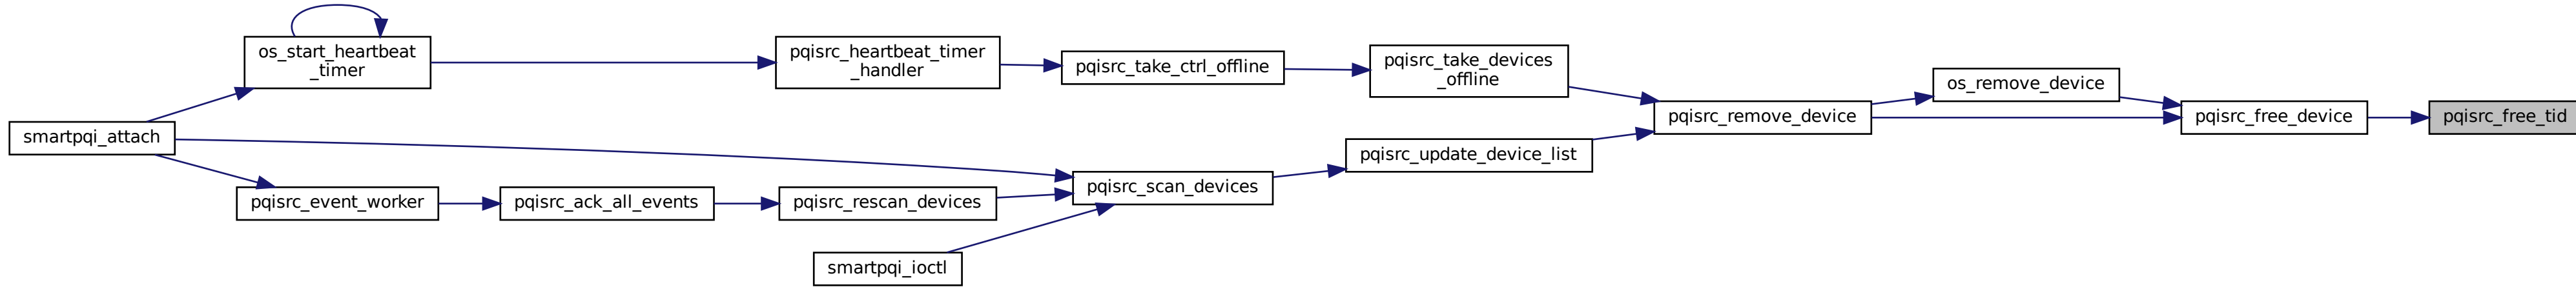 os_start_heartbeat
_timer
pqisrc_heartbeat_timer
_handler
pqisrc_take_ctrl_offline
pqisrc_take_devices
_offline
os_remove_device
pqisrc_remove_device
pqisrc_free_device
pqisrc_free_tid
smartpqi_attach
pqisrc_update_device_list
pqisrc_scan_devices
pqisrc_event_worker
pqisrc_ack_all_events
pqisrc_rescan_devices
smartpqi_ioctl